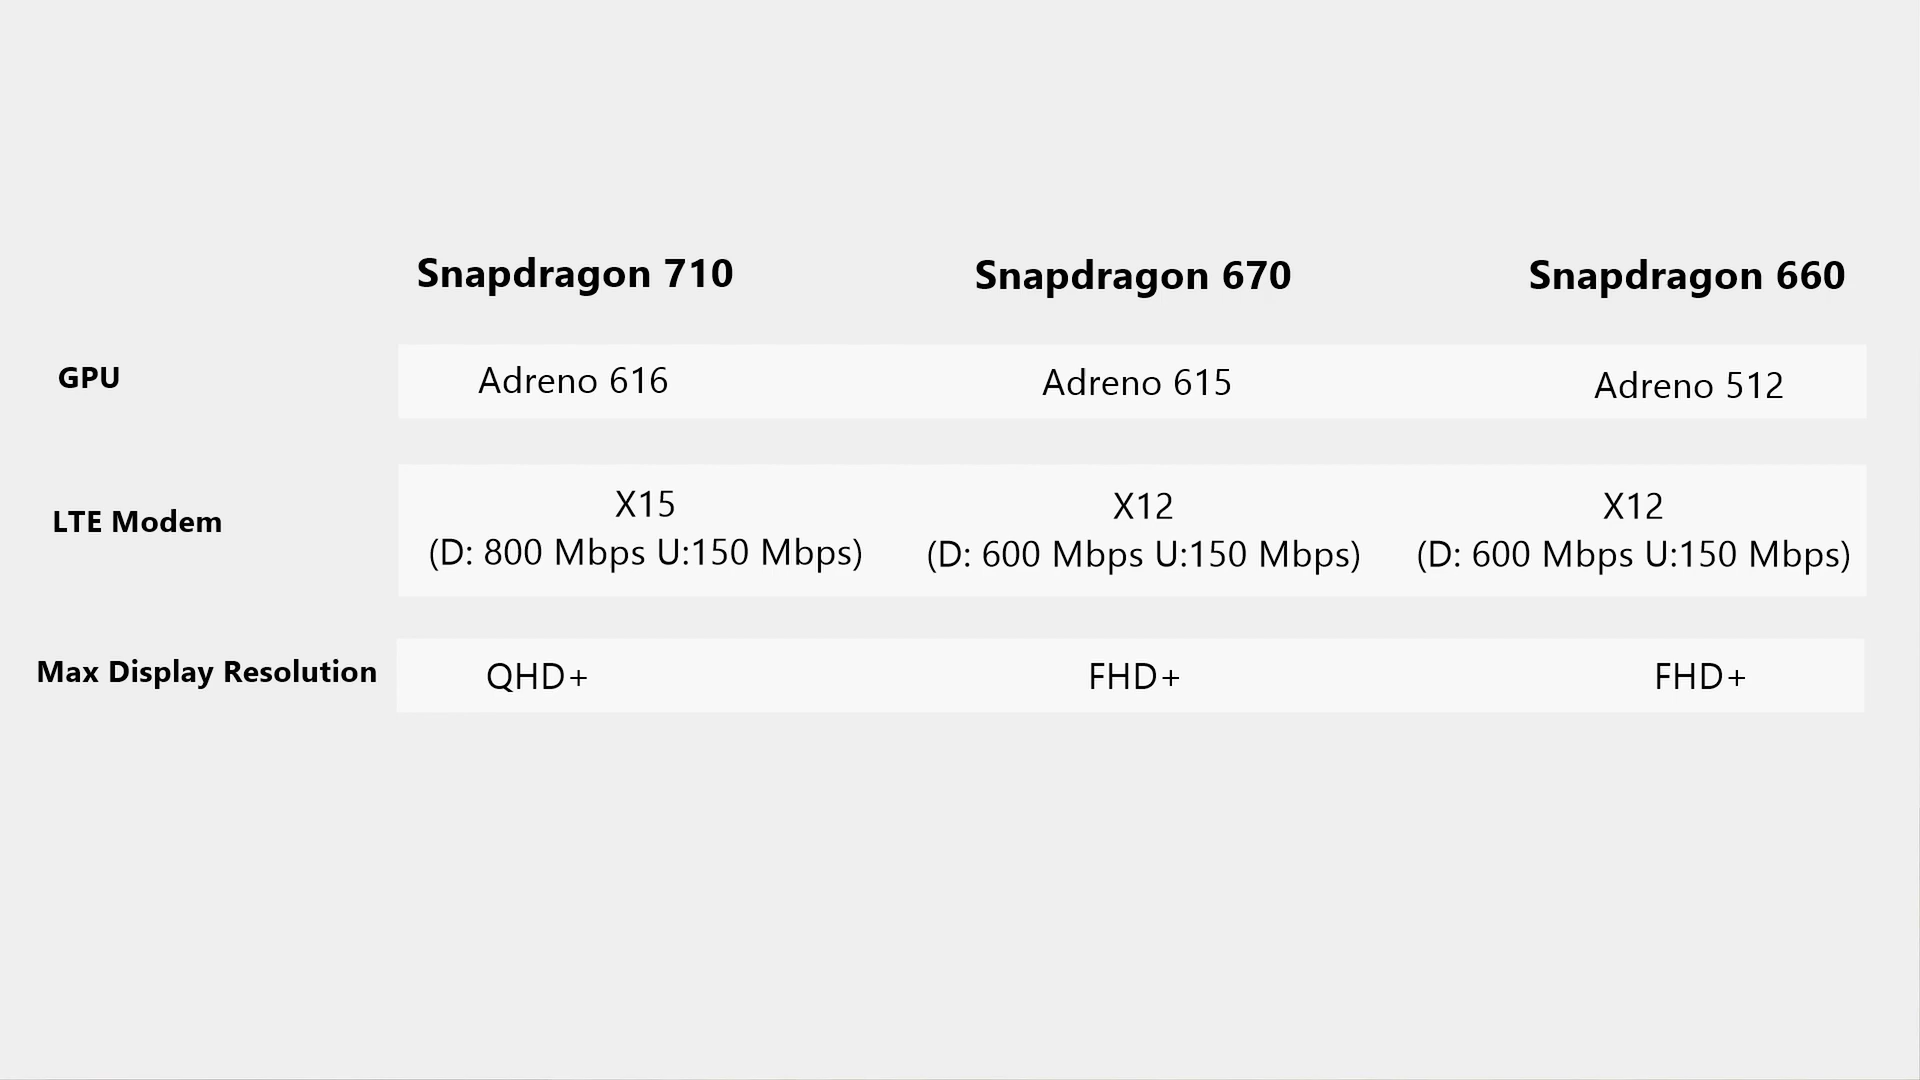 Snapdragon 710 Snapdragon 670 Snapdragon 660
GPU Adreno 616 Adreno 615 Adreno 512
X15 X12 X12
LTE Modem
(D: 800 Mbps U:150 Mbps) (D: 600 Mbps U:150 Mbps) (D: 600 Mbps U:150 Mbps)
Max Display Resolution QHD+ FHD+ FHD+